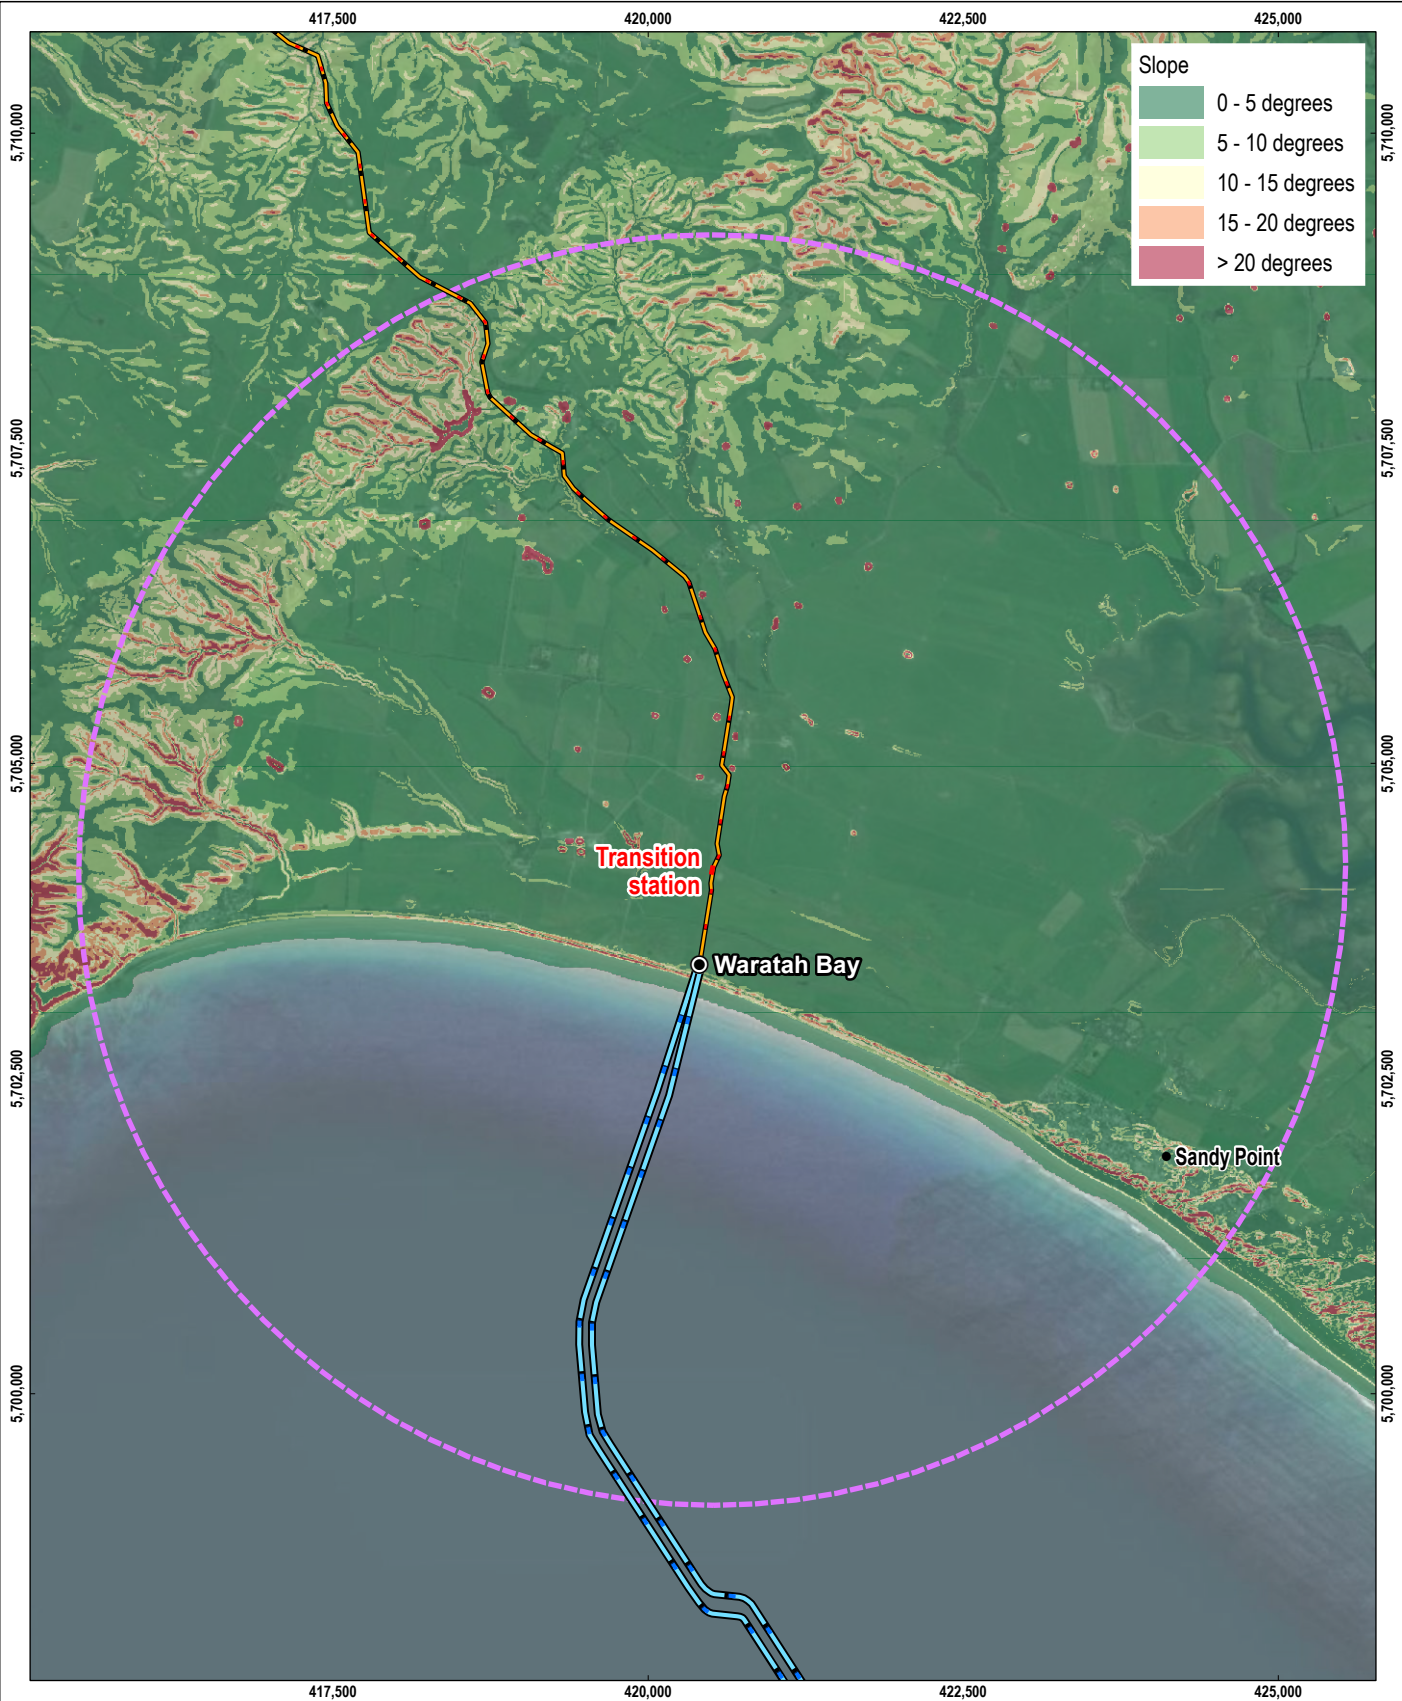 417,500
420,000
422,500
425,000
Slope
0 - 5 degrees
5 - 10 degrees
10 - 15 degrees
15 - 20 degrees
> 20 degrees
5,710,000
5,710,000
5,707,500
5,707,500
5,705,000
5,705,000
Transition
station
Waratah Bay
5,702,500
5,702,500
Sandy Point
5,700,000
5,700,000
417,500
420,000
422,500
425,000